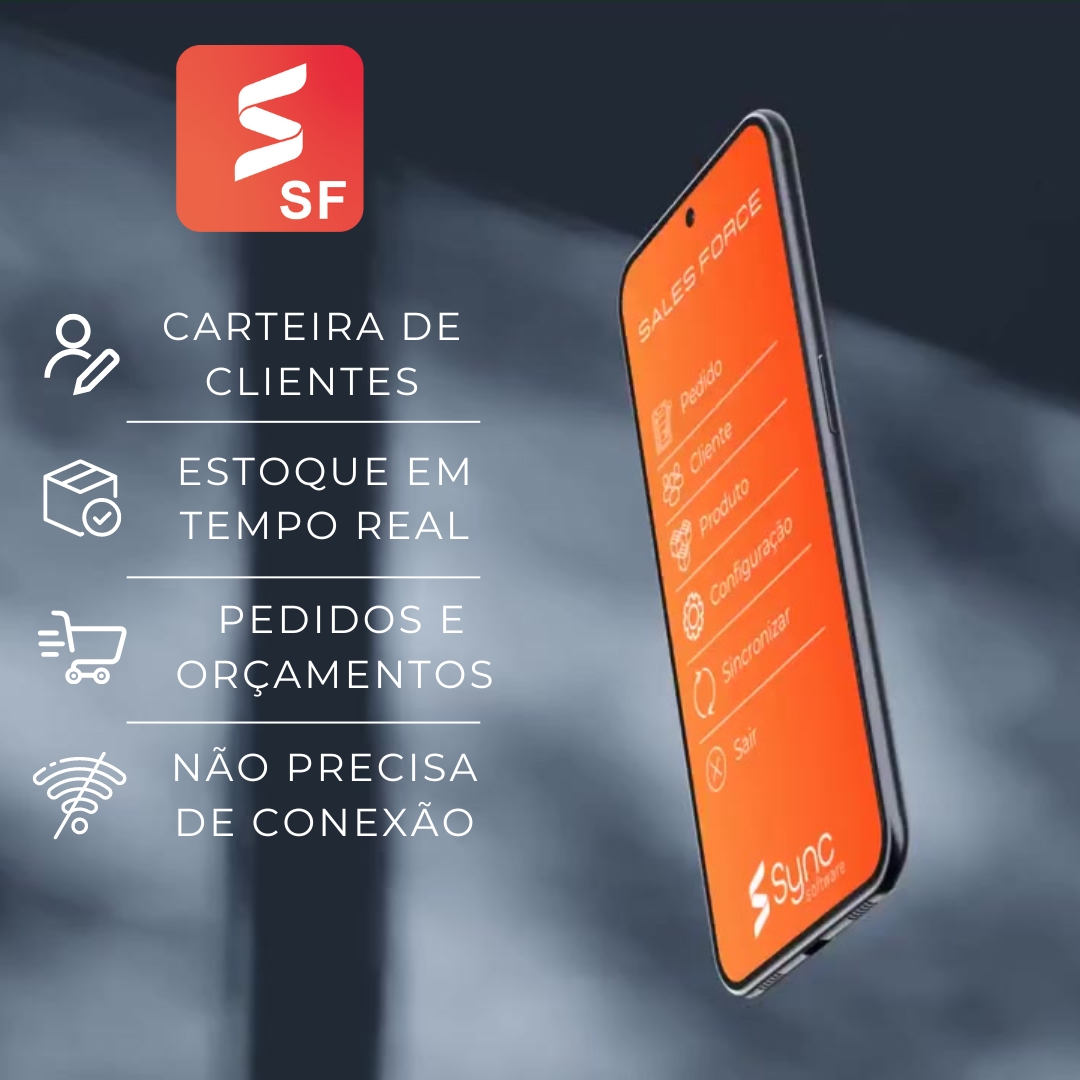 SF
CARTEIRA DE
CLIENTES
ESTOQUE EM
TEMPO REAL
PEDIDOS E
ORÇAMENTOS
NÃO PRECISA
DE CONEXÃO
SALES FORCE
Pedido
Cliente
Produto
Configuração
Sincronizar
Sair
Sync
software